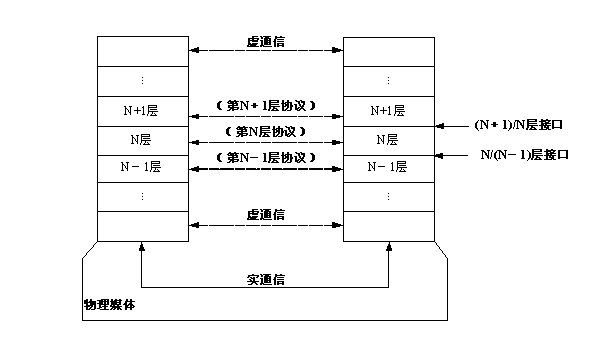 虚通信
⋮ ⋮
N+1层 （第N+1层协议） N+1层
(N+1)/N层接口
N层 （第N层协议） N层
N/(N-1)层接口
N-1层 （第N-1层协议） N-1层
⋮ ⋮
虚通信
实通信
物理媒体